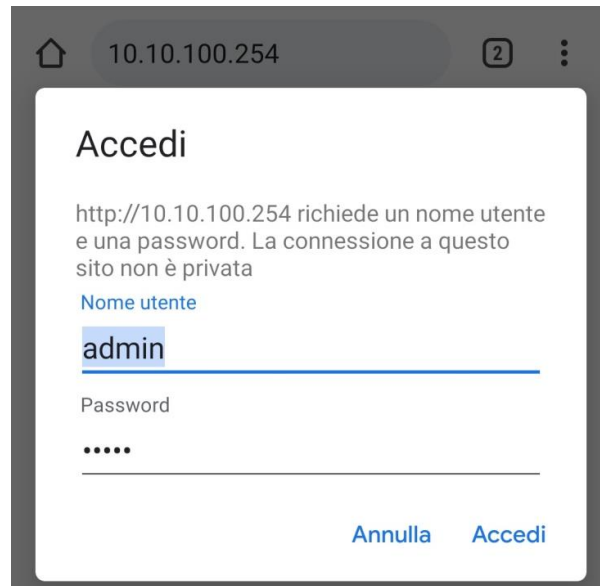 10.10.100.254
2
Accedi
http://10.10.100.254 richiede un nome utente
e una password. La connessione a questo
sito non è privata
Nome utente
admin
Password
•••••
Annulla Accedi